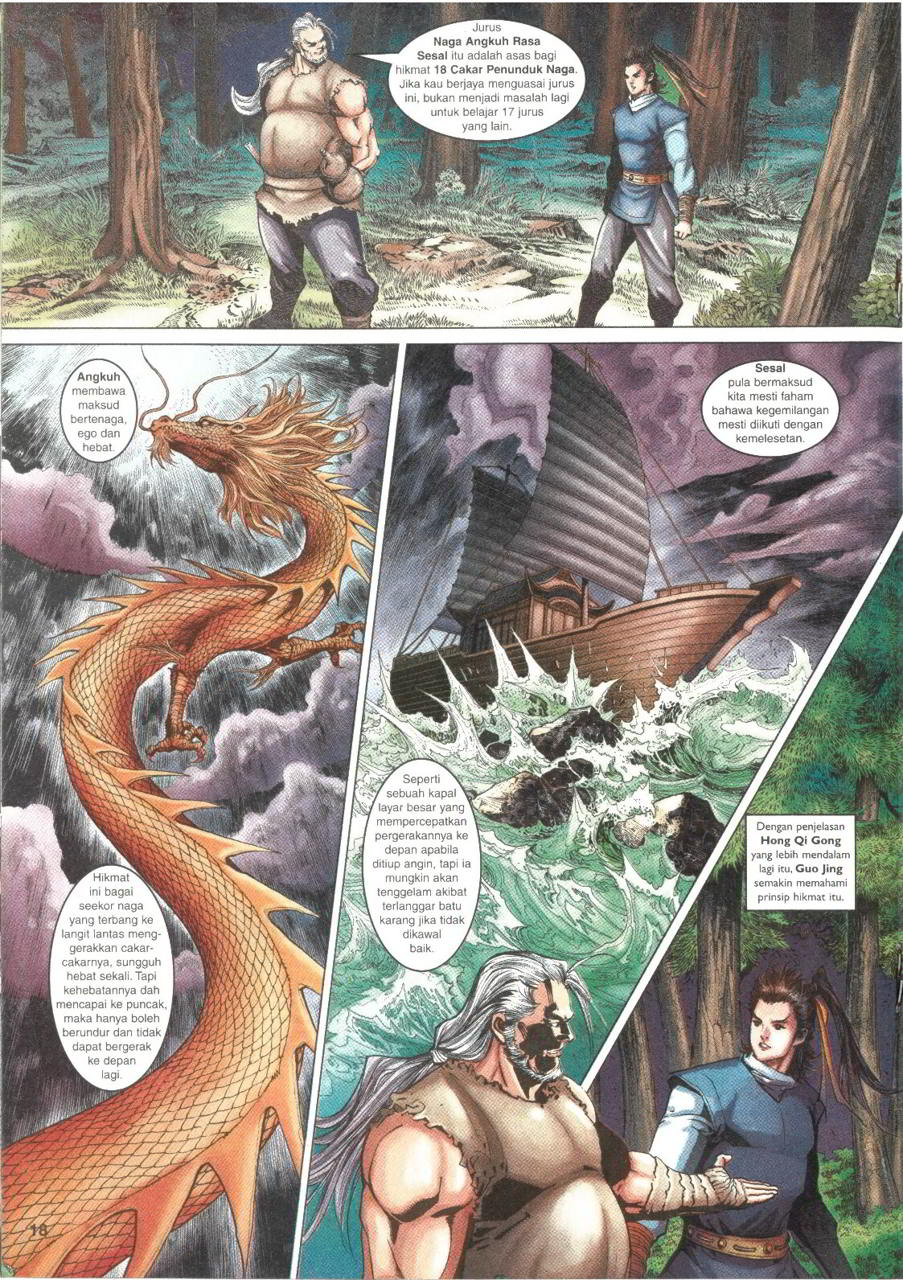 Jurus
Naga Angkuh Rasa
Sesal itu adalah asas bagi
hikmat 18 Cakar Penunduk Naga.
Jika kau berjaya menguasai jurus
ini, bukan menjadi masalah lagi
untuk belajar 17 jurus
yang lain.
Angkuh
membawa
maksud
bertenaga,
ego dan
hebat.
Hikmat
ini bagai
seekor naga
yang terbang ke
langit lantas meng-
gerakkan cakar-
cakarnya, sungguh
hebat sekali. Tapi
kehebatannya dah
mencapai ke puncak,
maka hanya boleh
berundur dan tidak
dapat bergerak
ke depan
lagi.
Sesal
pula bermaksud
kita mesti faham
bahawa kegemilangan
mesti diikuti dengan
kemelesetan.
Seperti
sebuah kapal
layar besar yang
mempercepatkan
pergerakannya ke
depan apabila
ditiup angin, tapi ia
mungkin akan
tenggelam akibat
terlanggar batu
karang jika tidak
dikawal
baik.
Dengan penjelasan
Hong Qi Gong
yang lebih mendalam
lagi itu, Guo Jing
semakin memahami
prinsip hikmat itu.
18